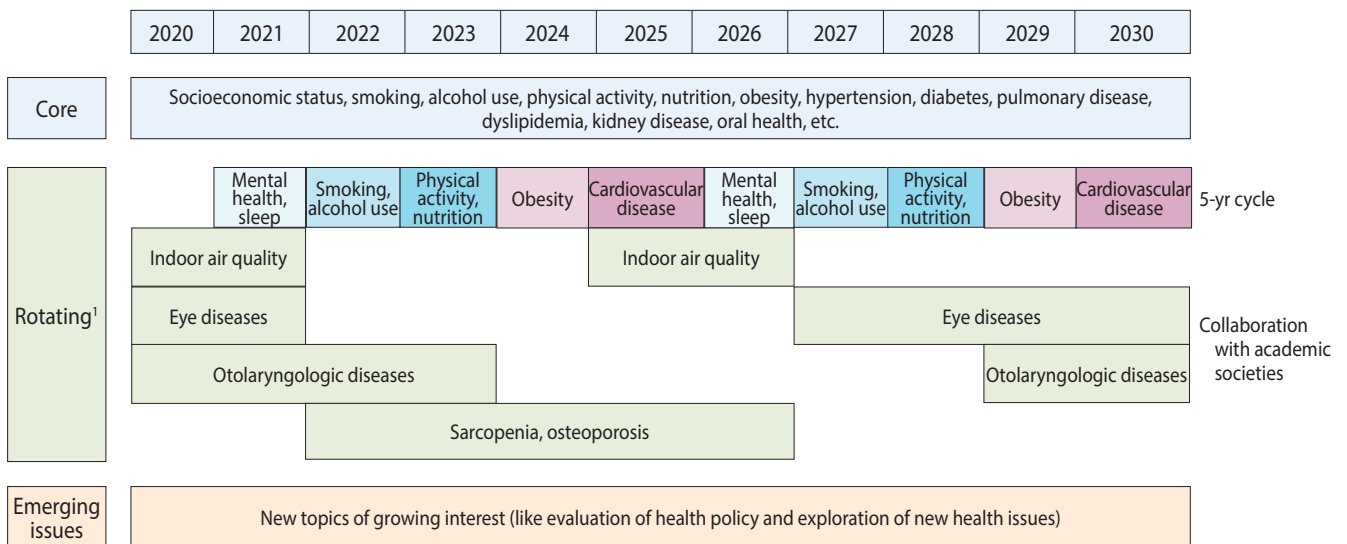 2020 2021 2022 2023 2024 2025 2026 2027 2028 2029 2030
Core
Socioeconomic status, smoking, alcohol use, physical activity, nutrition, obesity, hypertension, diabetes, pulmonary disease,
dyslipidemia, kidney disease, oral health, etc.
Rotating¹
Mental
health,
sleep
Smoking,
alcohol use
Physical
activity,
nutrition
Obesity
Cardiovascular
disease
Mental
health,
sleep
Smoking,
alcohol use
Physical
activity,
nutrition
Obesity
Cardiovascular
disease
5-yr cycle
Indoor air quality
Indoor air quality
Eye diseases
Eye diseases
Otolaryngologic diseases
Otolaryngologic diseases
Sarcopenia, osteoporosis
Collaboration
with academic
societies
Emerging
issues
New topics of growing interest (like evaluation of health policy and exploration of new health issues)